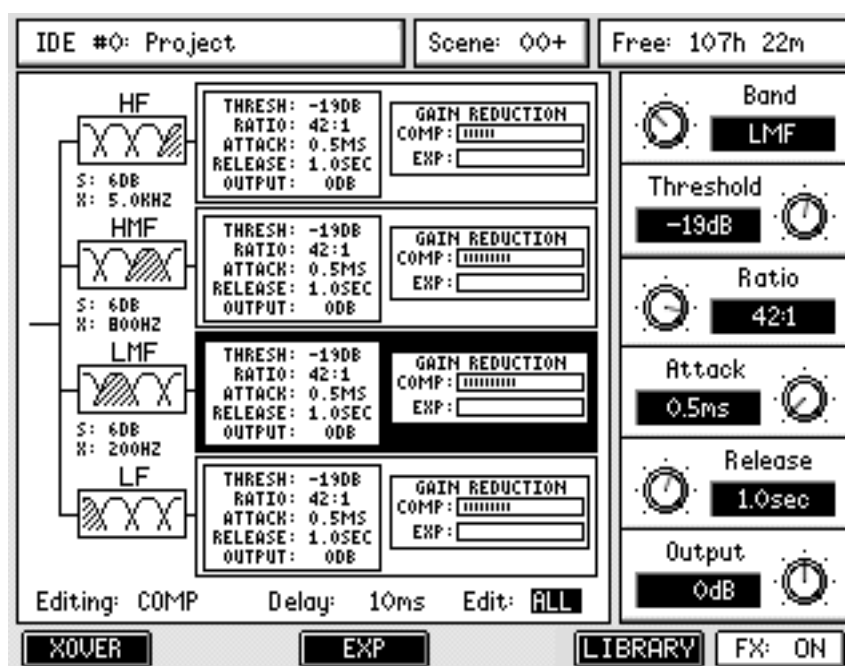 IDE #0: Project
Scene: 00+
Free: 107h 22m
HF
S: 6DB
X: 5.0KHZ
THRESH: -19DB
RATIO: 42:1
ATTACK: 0.5MS
RELEASE: 1.0SEC
OUTPUT: 0DB
GAIN REDUCTION
COMP:
EXP:
HMF
S: 6DB
X: 800HZ
THRESH: -19DB
RATIO: 42:1
ATTACK: 0.5MS
RELEASE: 1.0SEC
OUTPUT: 0DB
GAIN REDUCTION
COMP:
EXP:
LMF
S: 6DB
X: 200HZ
THRESH: -19DB
RATIO: 42:1
ATTACK: 0.5MS
RELEASE: 1.0SEC
OUTPUT: 0DB
GAIN REDUCTION
COMP:
EXP:
LF
THRESH: -19DB
RATIO: 42:1
ATTACK: 0.5MS
RELEASE: 1.0SEC
OUTPUT: 0DB
GAIN REDUCTION
COMP:
EXP:
Editing: COMP
Delay: 10ms
Edit: ALL
Band
LMF
Threshold
-19dB
Ratio
42:1
Attack
0.5ms
Release
1.0sec
Output
0dB
XOVER
EXP
LIBRARY
FX: ON